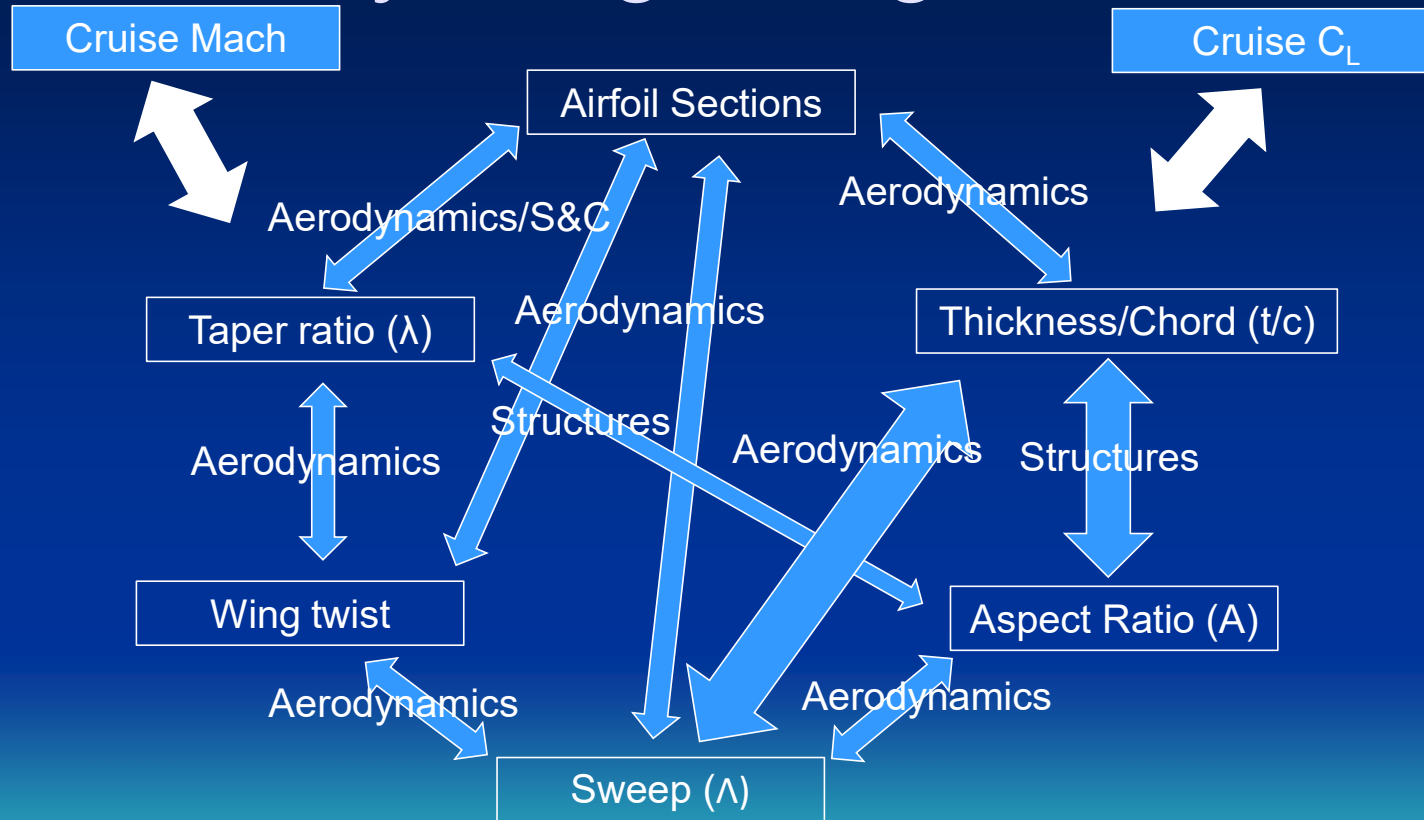 Cruise Mach
Cruise CL
Airfoil Sections
Aerodynamics
Aerodynamics/S&C
Aerodynamics
Thickness/Chord (t/c)
Taper ratio (λ)
Structures
Aerodynamics
Structures
Aerodynamics
Wing twist
Aspect Ratio (A)
Aerodynamics
Aerodynamics
Sweep (Λ)